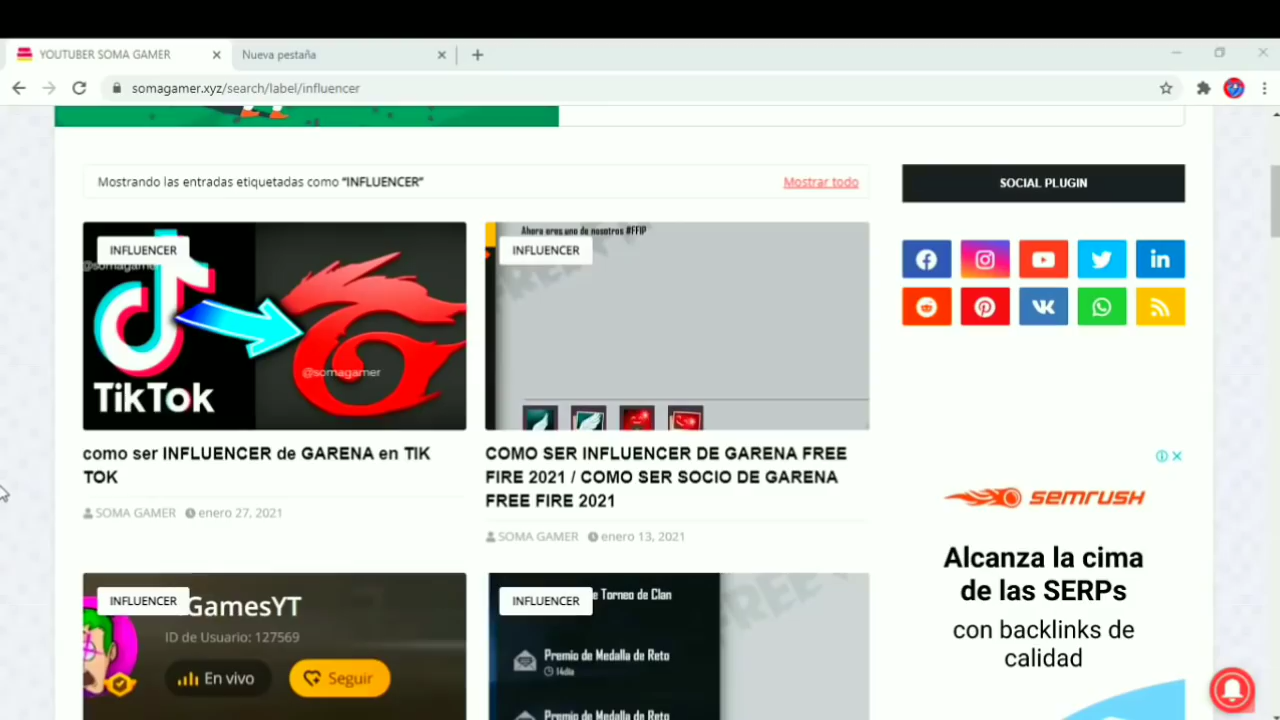 YOUTUBER SOMA GAMER
Nueva pestaña
somagamer.xyz/search/label/influencer
Mostrando las entradas etiquetadas como "INFLUENCER"
Mostrar todo
SOCIAL PLUGIN
INFLUENCER
@somagamer
@somagamer
TikTok
Ahora eres uno de nosotros #FFIP
INFLUENCER
como ser INFLUENCER de GARENA en TIK
TOK
SOMA GAMER enero 27, 2021
COMO SER INFLUENCER DE GARENA FREE
FIRE 2021 / COMO SER SOCIO DE GARENA
FREE FIRE 2021
SOMA GAMER enero 13, 2021
SEMRUSH
Alcanza la cima
de las SERPs
con backlinks de
calidad
INFLUENCER
GamesYT
ID de Usuario: 127569
En vivo
Seguir
INFLUENCER
e Torneo de Clan
Premio de Medalla de Reto
14día
Premio de Medalla de Reto